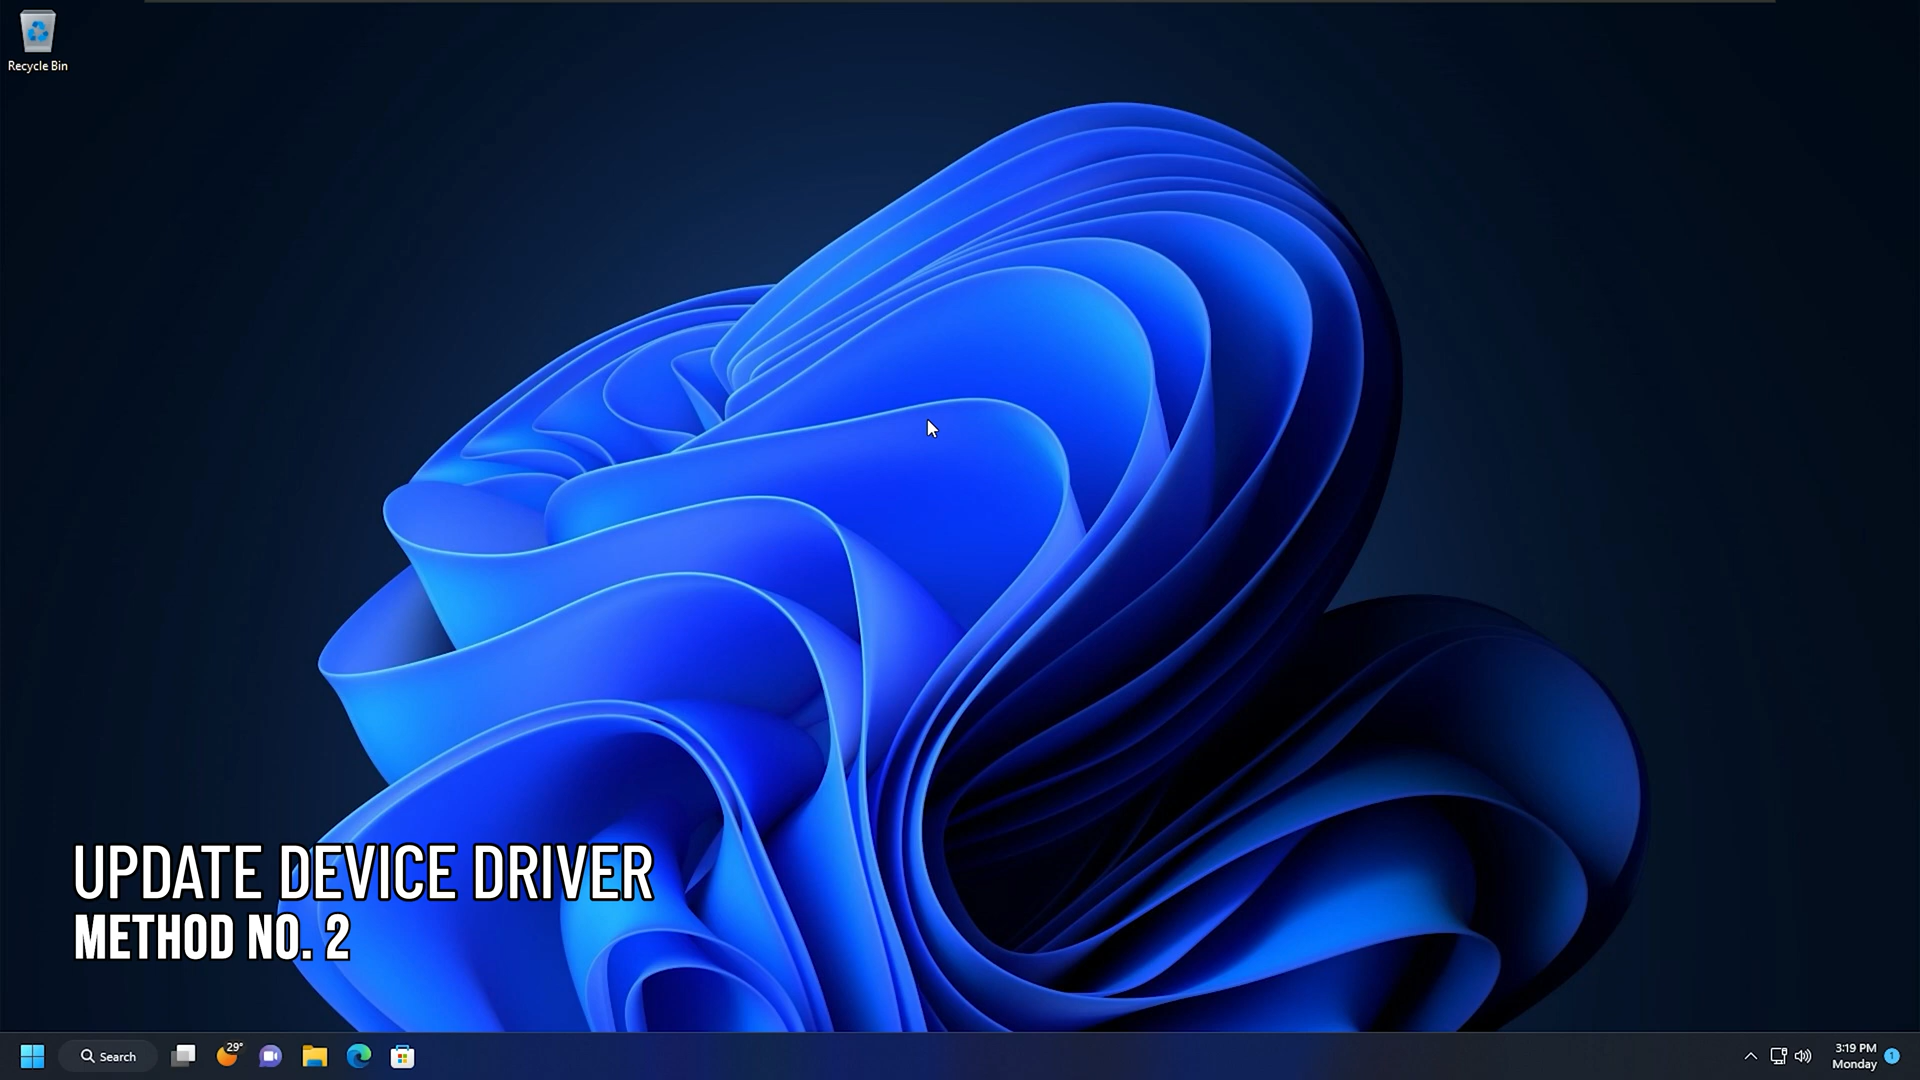 Recycle Bin
UPDATE DEVICE DRIVER
METHOD NO. 2
29°
Search
3:19 PM
Monday
1